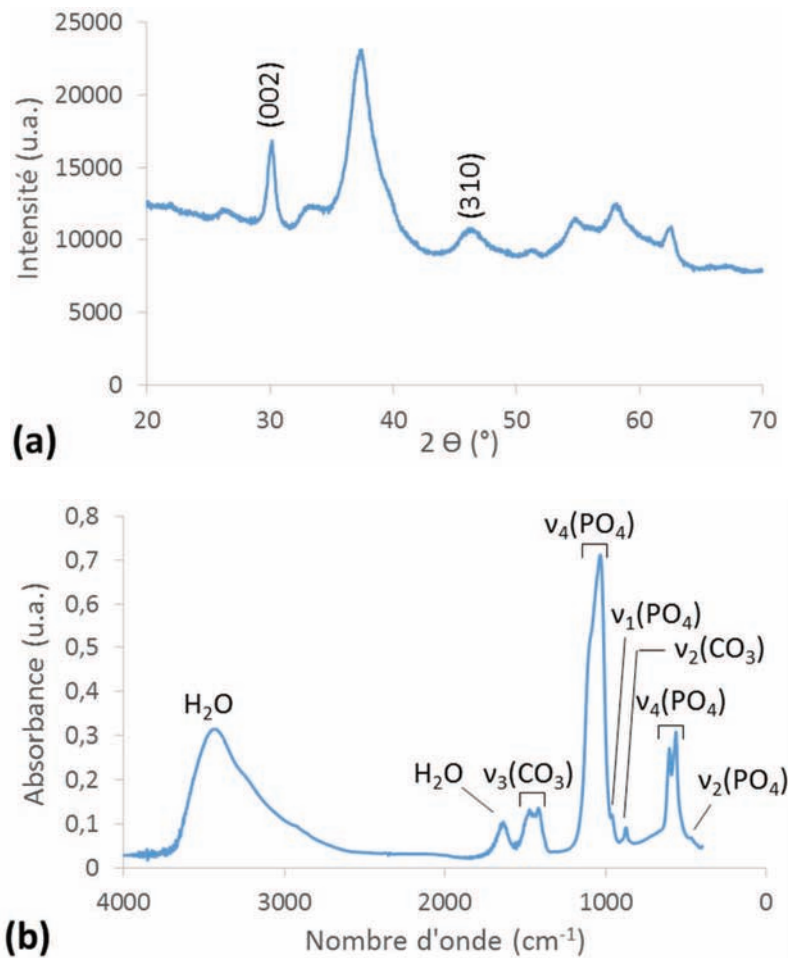 25000
20000
15000
10000
5000
0
Intensité (u.a.)
(002)
(310)
20 30 40 50 60 70
2 Θ (°)
(a)
0,8
0,7
0,6
0,5
0,4
0,3
0,2
0,1
0
Absorbance (u.a.)
H₂O
H₂O
ν₃(CO₃)
ν₄(PO₄)
ν₁(PO₄)
ν₂(CO₃)
ν₄(PO₄)
ν₂(PO₄)
4000 3000 2000 1000 0
Nombre d'onde (cm⁻¹)
(b)